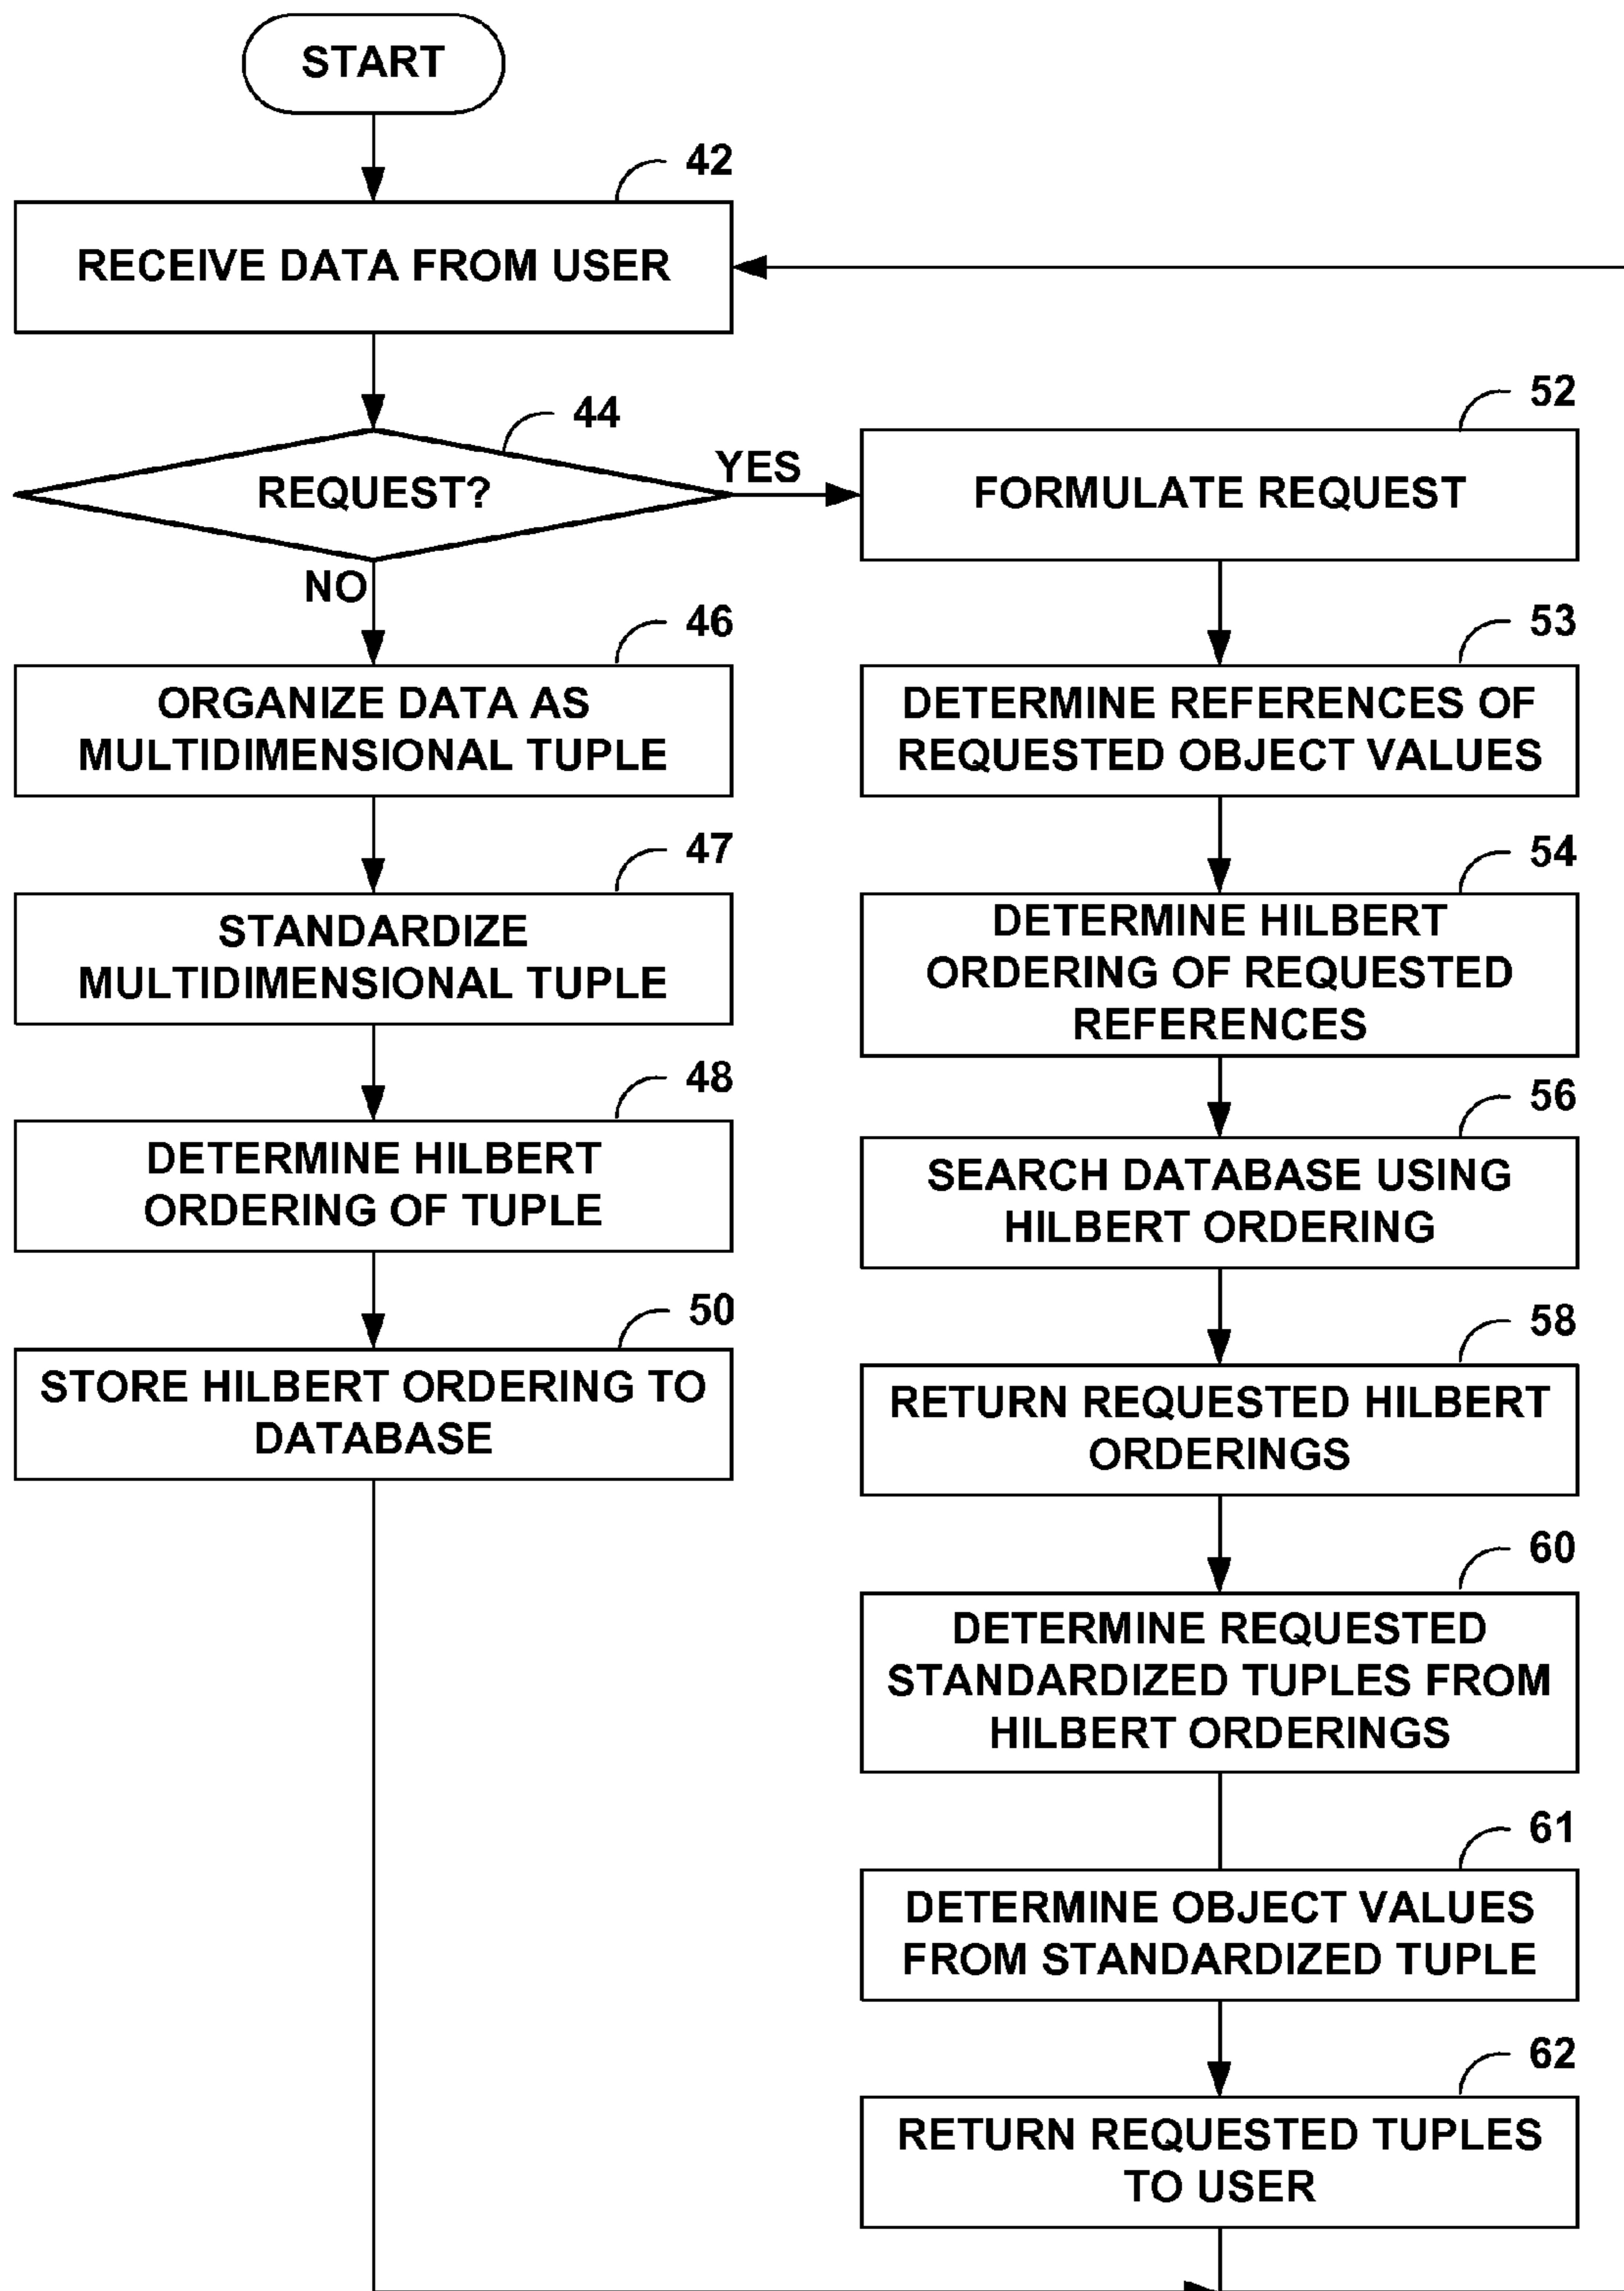 START
42
RECEIVE DATA FROM USER
44
REQUEST?
YES
NO
46
ORGANIZE DATA AS
MULTIDIMENSIONAL TUPLE
47
STANDARDIZE
MULTIDIMENSIONAL TUPLE
48
DETERMINE HILBERT
ORDERING OF TUPLE
50
STORE HILBERT ORDERING TO
DATABASE
52
FORMULATE REQUEST
53
DETERMINE REFERENCES OF
REQUESTED OBJECT VALUES
54
DETERMINE HILBERT
ORDERING OF REQUESTED
REFERENCES
56
SEARCH DATABASE USING
HILBERT ORDERING
58
RETURN REQUESTED HILBERT
ORDERINGS
60
DETERMINE REQUESTED
STANDARDIZED TUPLES FROM
HILBERT ORDERINGS
61
DETERMINE OBJECT VALUES
FROM STANDARDIZED TUPLE
62
RETURN REQUESTED TUPLES
TO USER